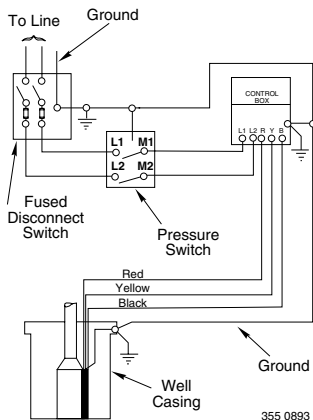 To Line
Ground
CONTROL
BOX
L1 L2 R Y B
L1 M1
L2 M2
Fused
Disconnect
Switch
Pressure
Switch
Red
Yellow
Black
Ground
Well
Casing
355 0893